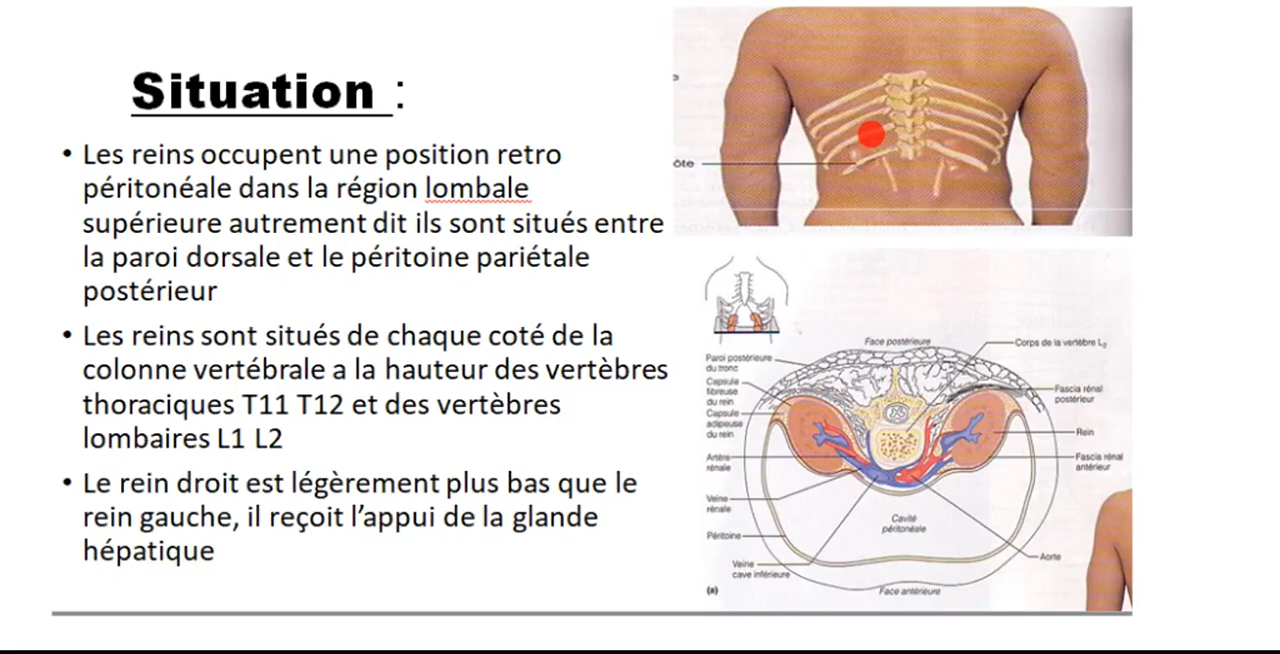 Situation :
• Les reins occupent une position retro
péritonéale dans la région lombale
supérieure autrement dit ils sont situés entre
la paroi dorsale et le péritoine pariétale
postérieur
• Les reins sont situés de chaque coté de la
colonne vertébrale a la hauteur des vertèbres
thoraciques T11 T12 et des vertèbres
lombaires L1 L2
• Le rein droit est légèrement plus bas que le
rein gauche, il reçoit l’appui de la glande
hépatique
ôte
Face postérieure
Corps de la vertèbre L₂
Paroi postérieure
du tronc
Capsule
fibreuse
du rein
Capsule
adipeuse
du rein
Artère
rénale
Veine
rénale
Péritoine
Veine
cave inférieure
Fascia rénal
postérieur
Rein
Fascia rénal
antérieur
Cavité
péritonéale
Aorte
(a)
Face antérieure